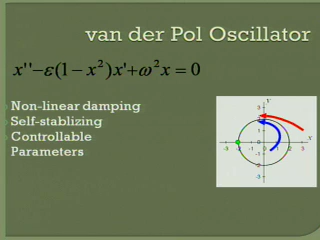 van der Pol Oscillator
x''−ε(1−x²)x'+ω²x=0
Non-linear damping
Self-stablizing
Controllable
Parameters